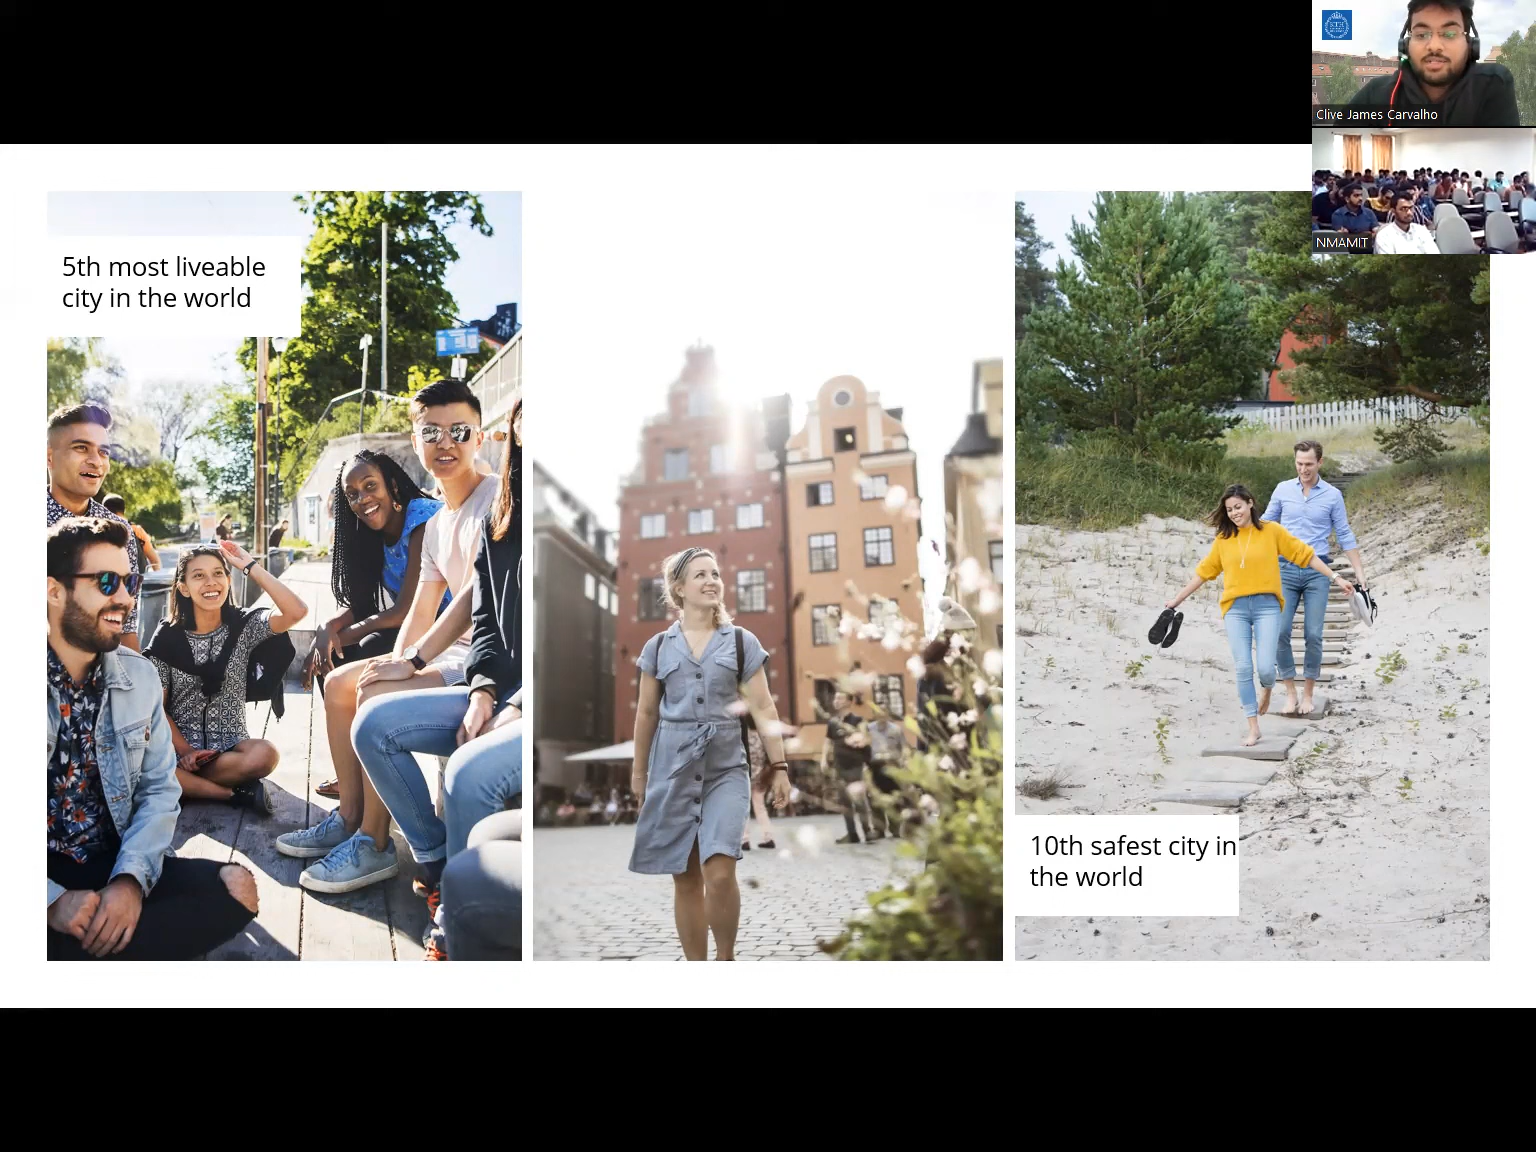 5th most liveable
city in the world
10th safest city in
the world
Clive James Carvalho
NMAMIT